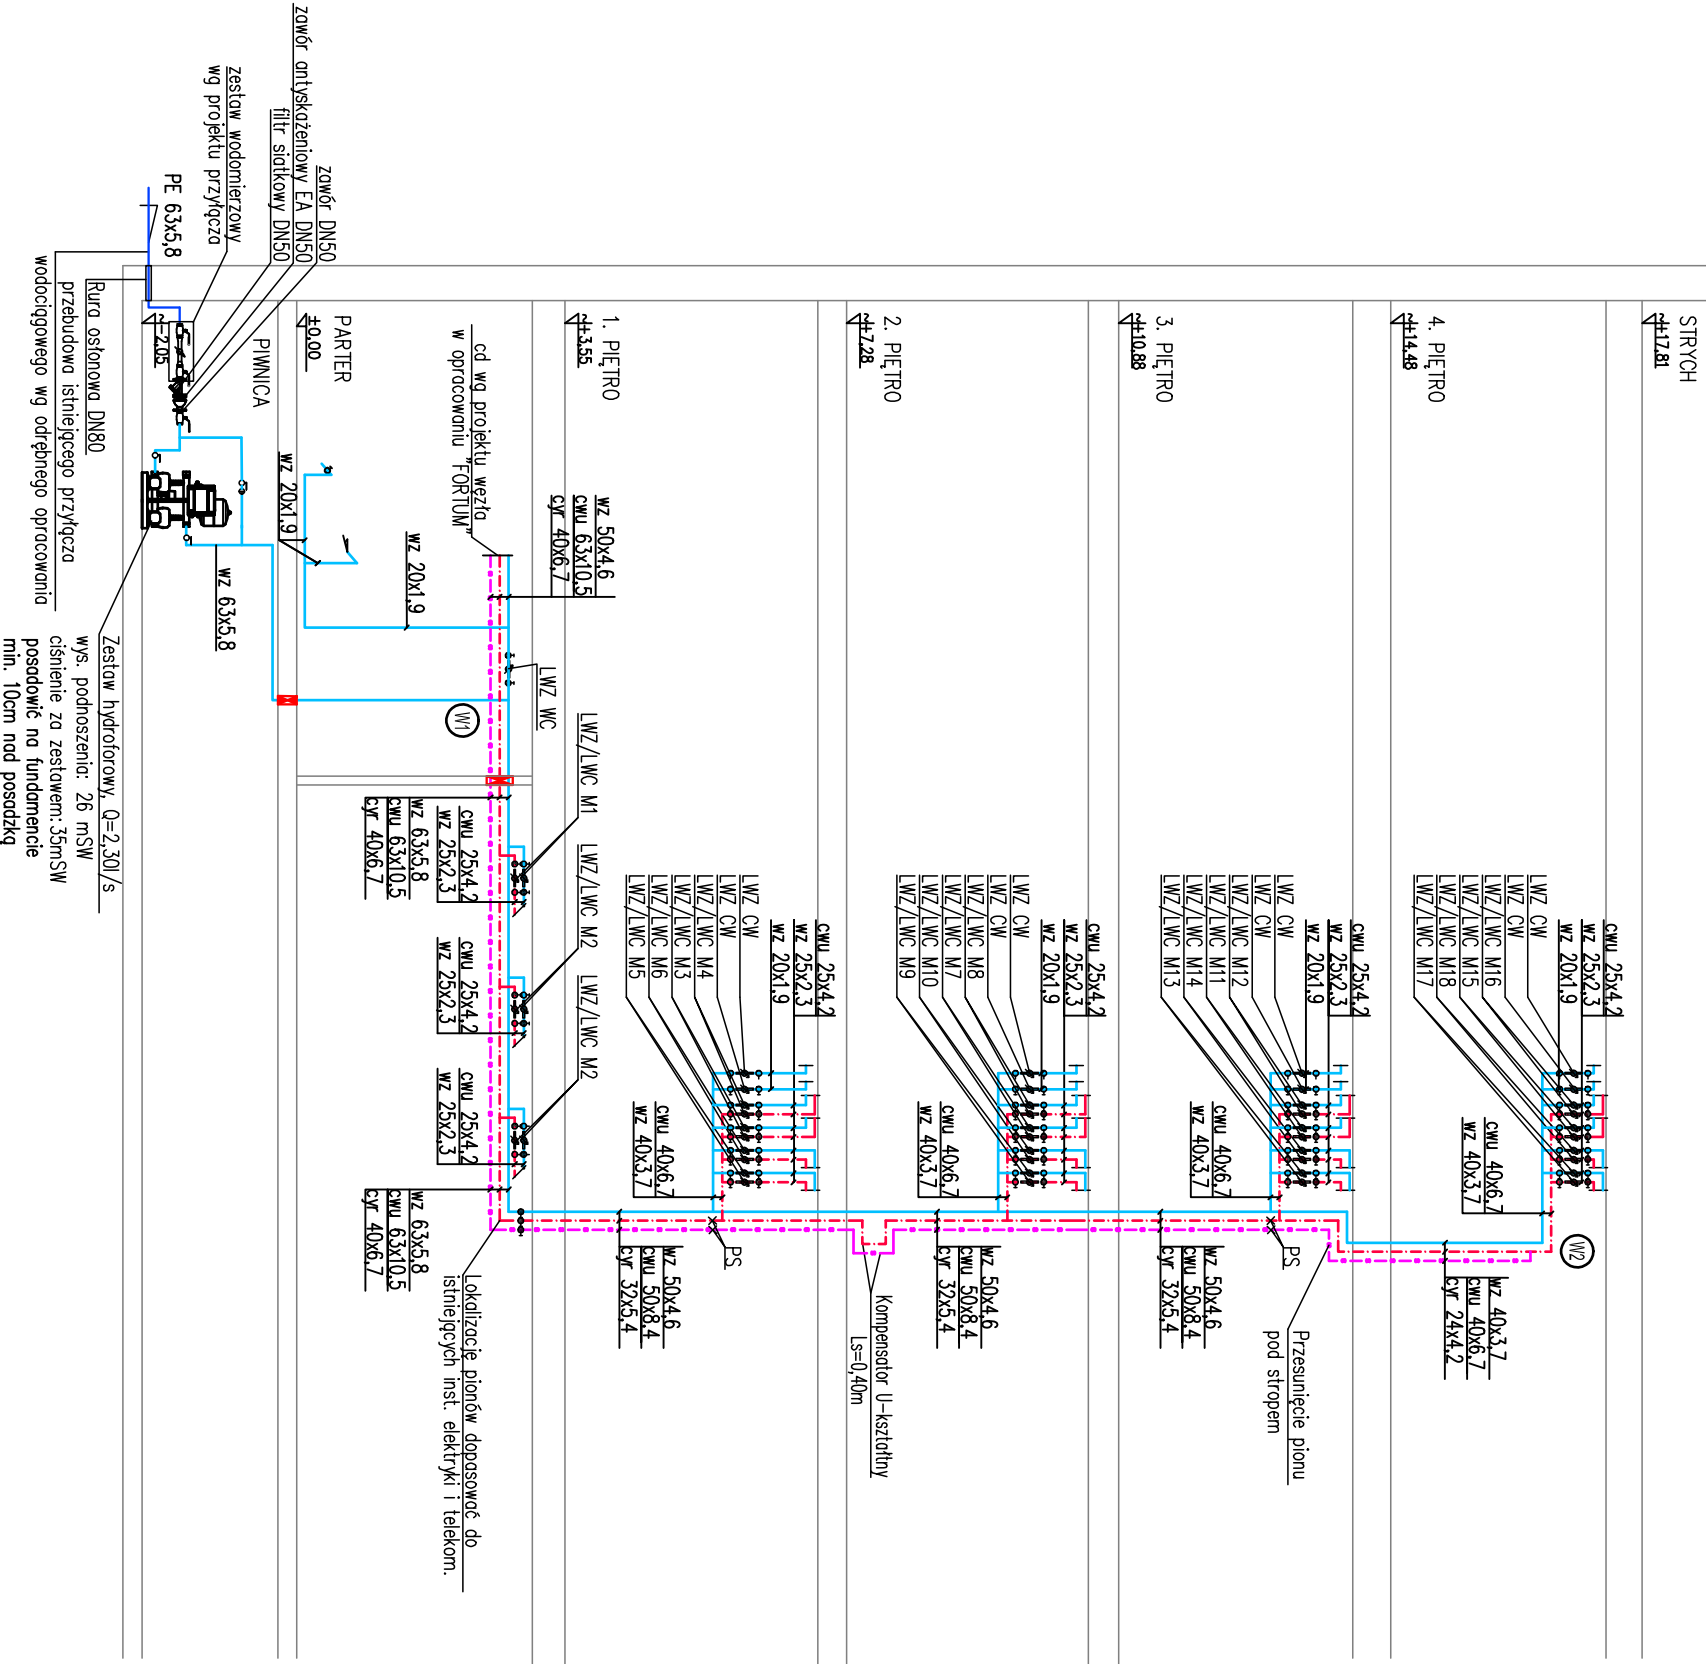 STRYCH
~+17,81
4. PIĘTRO
~+14,48
3. PIĘTRO
~+10,88
2. PIĘTRO
~+7,28
1. PIĘTRO
~+3,55
PARTER
±0,00
PIWNICA
~-2,05
cwu 25x4,2
wz 25x2,3
wz 20x1,9
LWZ CW
LWZ CW
LWZ/LWC M16
LWZ/LWC M15
LWZ/LWC M18
LWZ/LWC M17
cwu 40x6,7
wz 40x3,7
W2
wz 40x3,7
cwu 40x6,7
cyr 24x4,2
cwu 25x4,2
wz 25x2,3
wz 20x1,9
LWZ CW
LWZ CW
LWZ/LWC M12
LWZ/LWC M11
LWZ/LWC M14
LWZ/LWC M13
cwu 40x6,7
wz 40x3,7
PS
Przesunięcie pionu
pod stropem
wz 50x4,6
cwu 50x8,4
cyr 32x5,4
cwu 25x4,2
wz 25x2,3
wz 20x1,9
LWZ CW
LWZ CW
LWZ/LWC M8
LWZ/LWC M7
LWZ/LWC M10
LWZ/LWC M9
cwu 40x6,7
wz 40x3,7
wz 50x4,6
cwu 50x8,4
cyr 32x5,4
Kompensator U-kształtny
Ls=0,40m
cwu 25x4,2
wz 25x2,3
wz 20x1,9
LWZ CW
LWZ CW
LWZ/LWC M4
LWZ/LWC M3
LWZ/LWC M6
LWZ/LWC M5
cwu 40x6,7
wz 40x3,7
PS
wz 50x4,6
cwu 50x8,4
cyr 32x5,4
wz 50x4,6
cwu 63x10,5
cyr 40x6,7
LWZ WC
LWZ/LWC M1
LWZ/LWC M2
LWZ/LWC M2
cd wg projektu węzła
w opracowaniu "FORTUM"
wz 20x1,9
wz 20x1,9
W1
cwu 25x4,2
wz 25x2,3
wz 63x5,8
cwu 63x10,5
cyr 40x6,7
cwu 25x4,2
wz 25x2,3
cwu 25x4,2
wz 25x2,3
wz 63x5,8
cwu 63x10,5
cyr 40x6,7
Lokalizację pionów dopasować do
istniejących inst. elektryki i telekom.
zawór DN50
zawór antyskażeniowy EA DN50
filtr siatkowy DN50
zestaw wodomierzowy
wg projektu przyłącza
PE 63x5,8
wz 63x5,8
Rura osłonowa DN80
przebudowa istniejącego przyłącza
wodociągowego wg odrębnego opracowania
Zestaw hydroforowy, Q=2,30l/s
wys. podnoszenia: 26 mSW
ciśnienie za zestawem: 35mSW
posadowić na fundamencie
min. 10cm nad posadzką